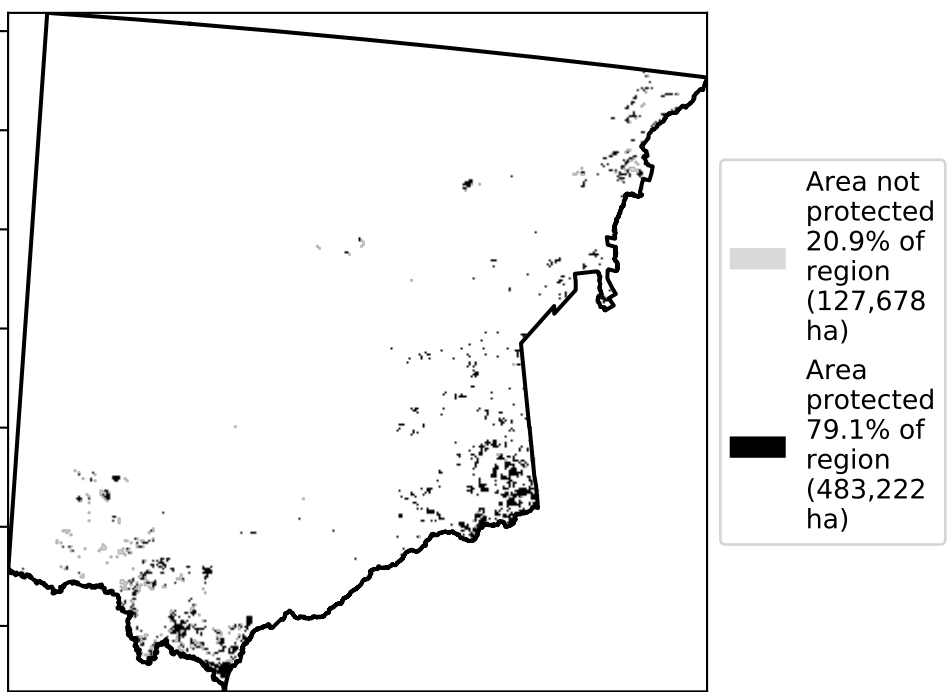 Area not
protected
20.9% of
region
(127,678
ha)
Area
protected
79.1% of
region
(483,222
ha)